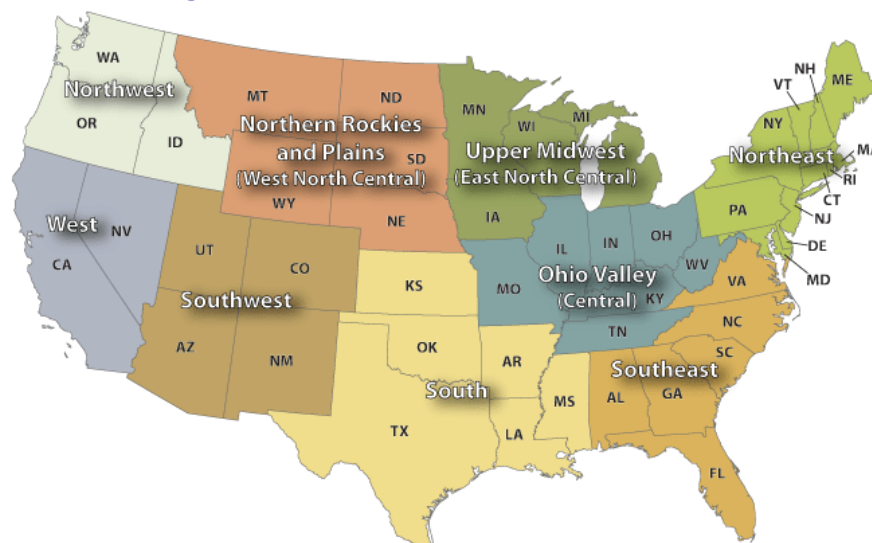 WA
Northwest
OR
ID
MT
ND
Northern Rockies
and Plains
(West North Central)
SD
WY
NE
MN
WI
MI
Upper Midwest
(East North Central)
IA
ME
NH
VT
NY
Northeast
MA
RI
CT
NJ
PA
DE
MD
West
NV
CA
UT
CO
Southwest
AZ
NM
KS
OK
AR
South
TX
LA
MS
IL
IN
OH
WV
Ohio Valley
(Central)
MO
KY
TN
VA
NC
SC
Southeast
AL
GA
FL